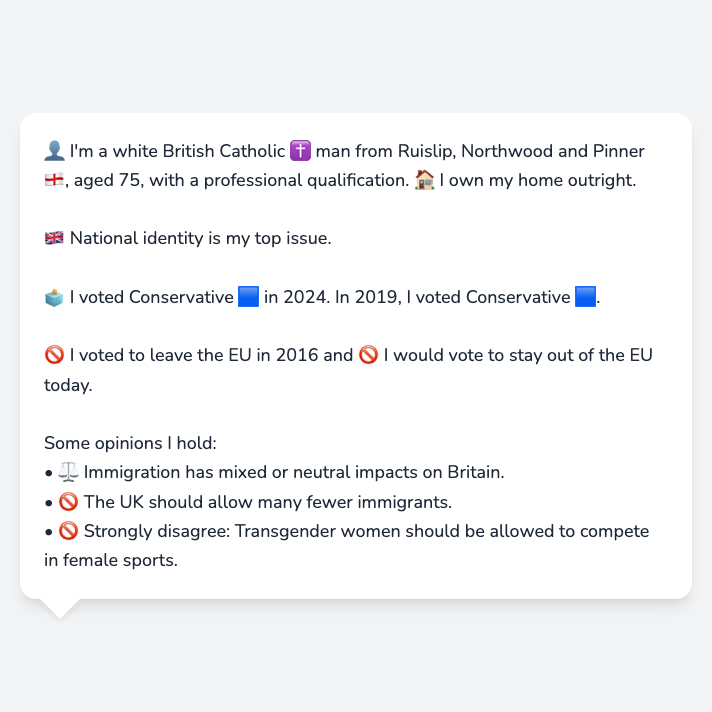 👤 I'm a white British Catholic ✝️ man from Ruislip, Northwood and Pinner
🏴󠁧󠁢󠁥󠁮󠁧󠁿, aged 75, with a professional qualification. 🏠 I own my home outright.
🇬🇧 National identity is my top issue.
🗳️ I voted Conservative 🟦 in 2024. In 2019, I voted Conservative 🟦.
🚫 I voted to leave the EU in 2016 and 🚫 I would vote to stay out of the EU
today.
Some opinions I hold:
• ⚖️ Immigration has mixed or neutral impacts on Britain.
• 🚫 The UK should allow many fewer immigrants.
• 🚫 Strongly disagree: Transgender women should be allowed to compete
in female sports.